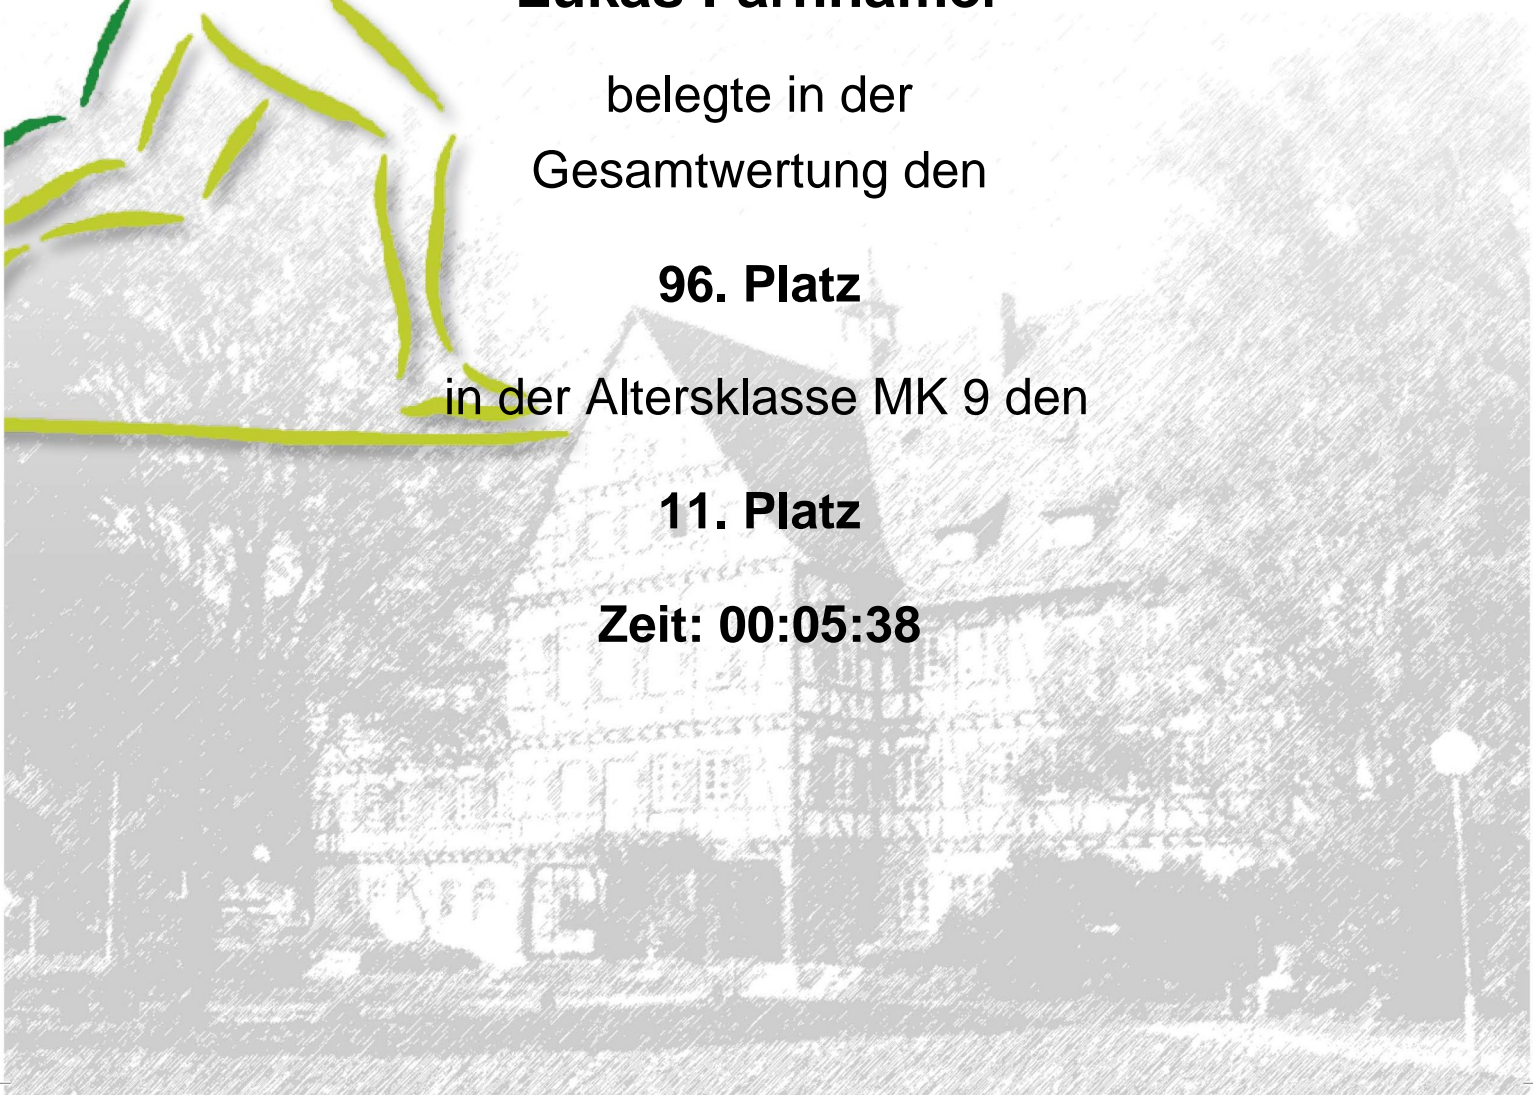 Lukas
belegte in der
Gesamtwertung den
96. Platz
in der Altersklasse MK 9 den
11. Platz
Zeit: 00:05:38